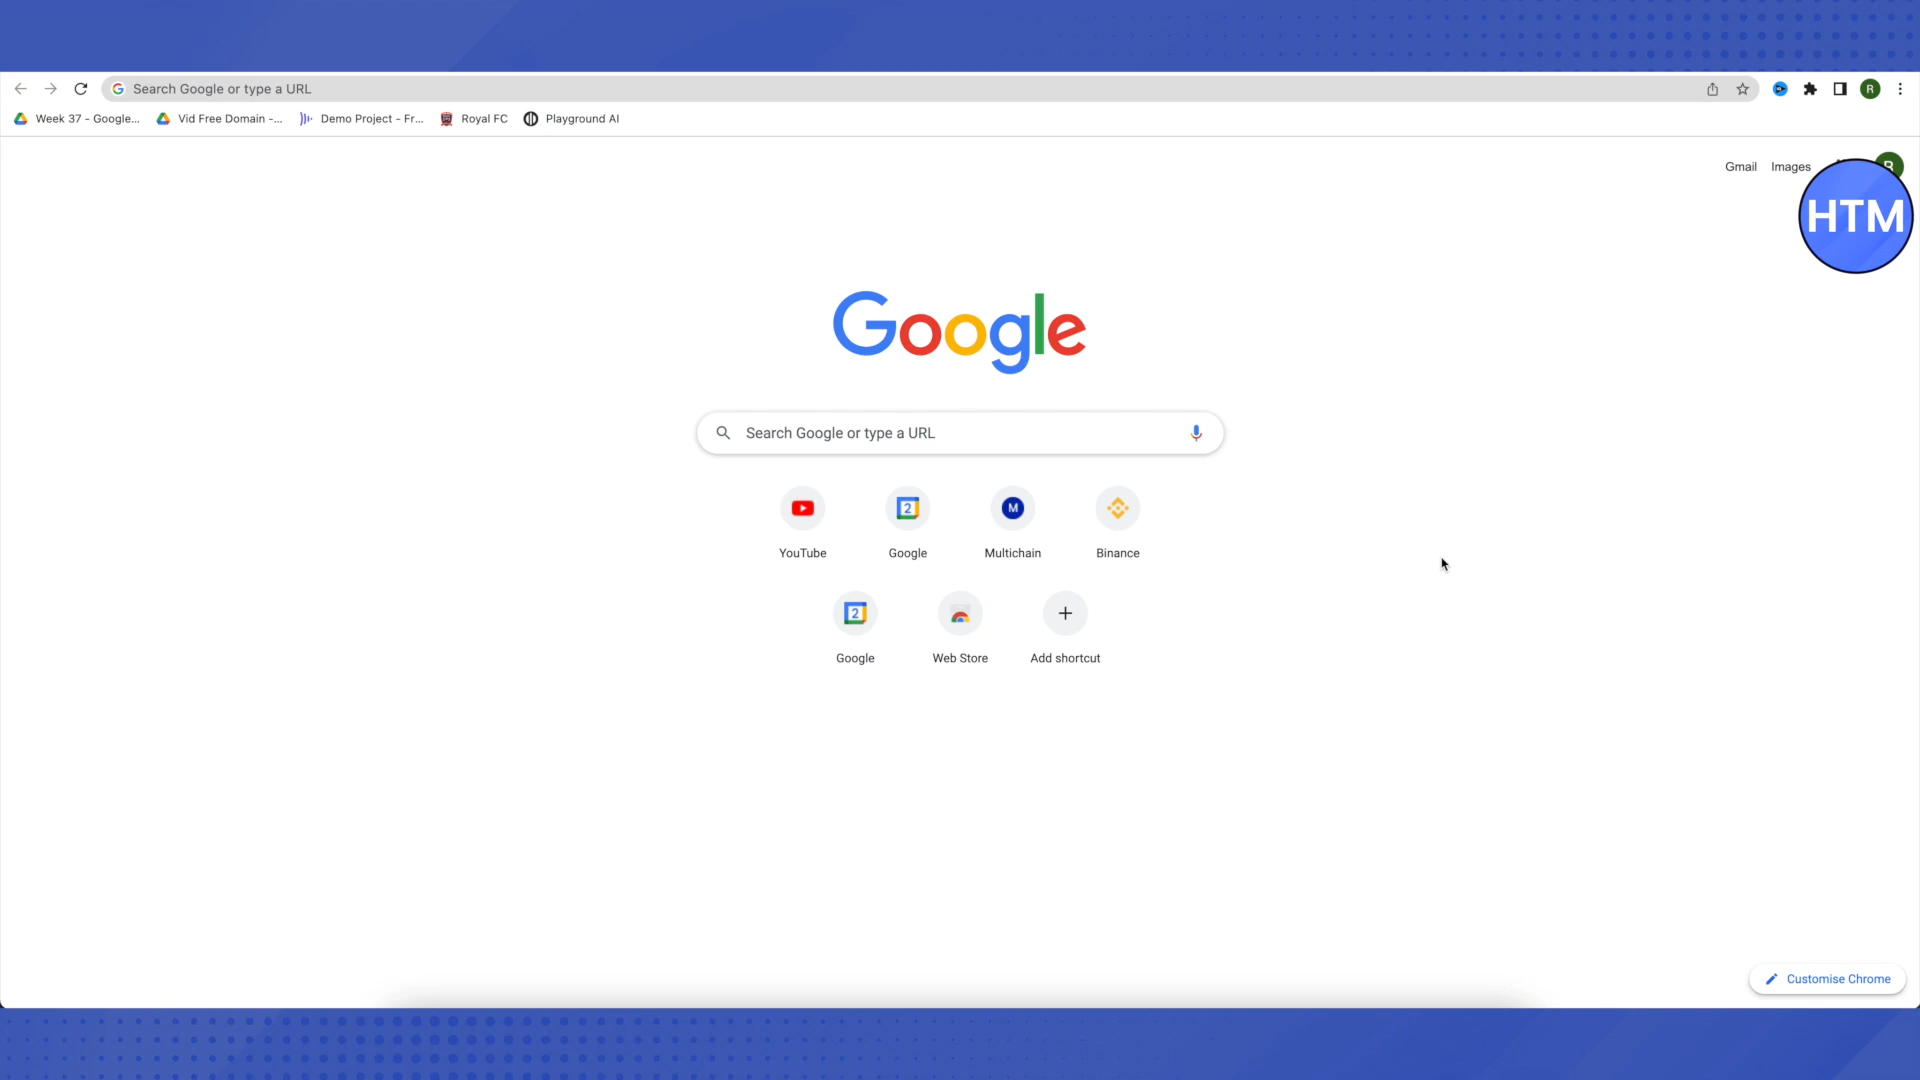 Search Google or type a URL
R
Week 37 - Google...
Vid Free Domain -...
Demo Project - Fr...
Royal FC
Playground AI
Gmail
Images
HTM
Google
Search Google or type a URL
2
M
YouTube
Google
Multichain
Binance
2
Google
Web Store
Add shortcut
Customise Chrome